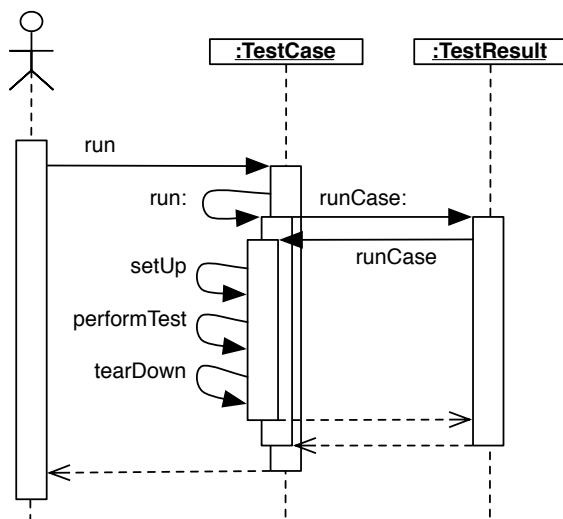 :TestCase
:TestResult
run
run:
runCase:
runCase
setUp
performTest
tearDown